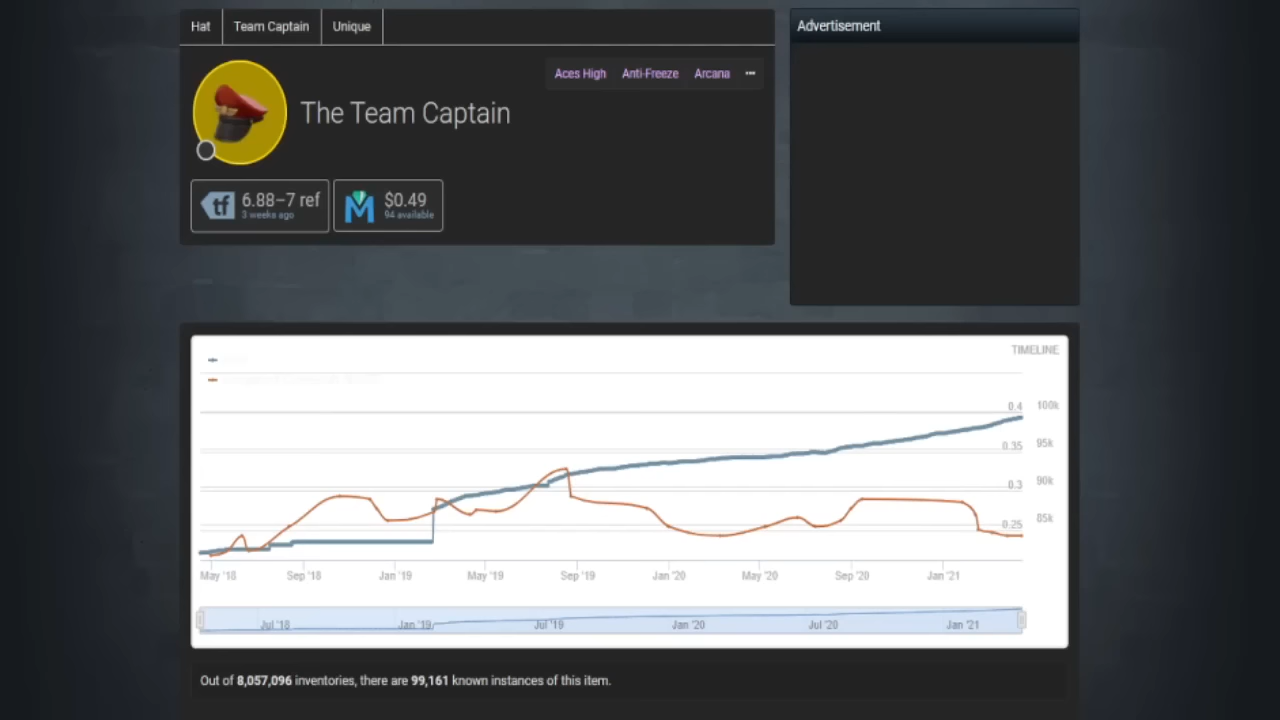 Hat Team Captain Unique
Advertisement
Aces High Anti-Freeze Arcana •••
The Team Captain
tf 6.88–7 ref
3 weeks ago
M $0.49
94 available
TIMELINE
0.4 100k
0.35 95k
0.3 90k
0.25 85k
May '18 Sep '18 Jan '19 May '19 Sep '19 Jan '20 May '20 Sep '20 Jan '21
Jul '18 Jan '19 Jul '19 Jan '20 Jul '20 Jan '21
Out of 8,057,096 inventories, there are 99,161 known instances of this item.